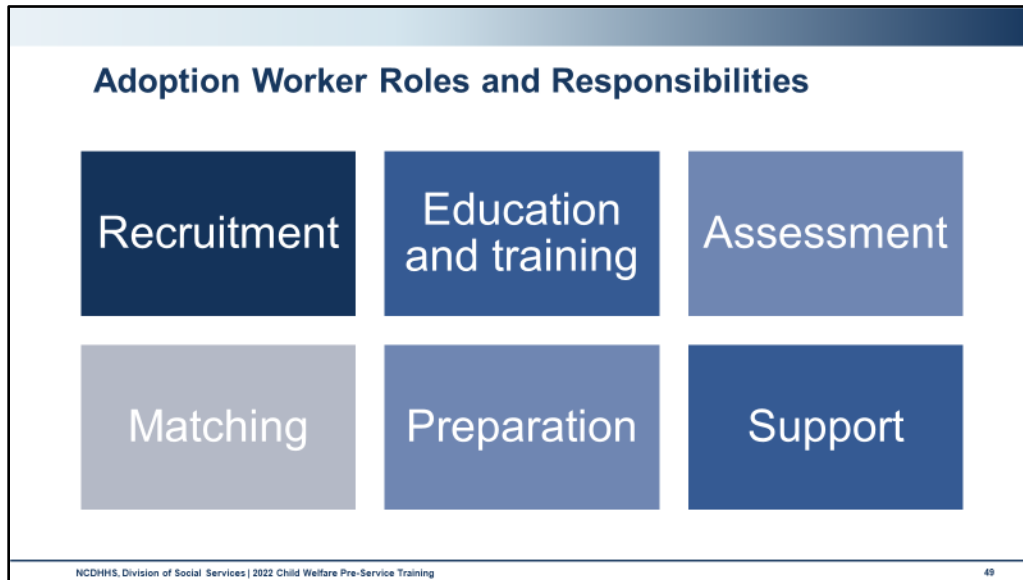 Adoption Worker Roles and Responsibilities
Recruitment
Education
and training
Assessment
Matching
Preparation
Support
NCDHHS, Division of Social Services | 2022 Child Welfare Pre-Service Training
49